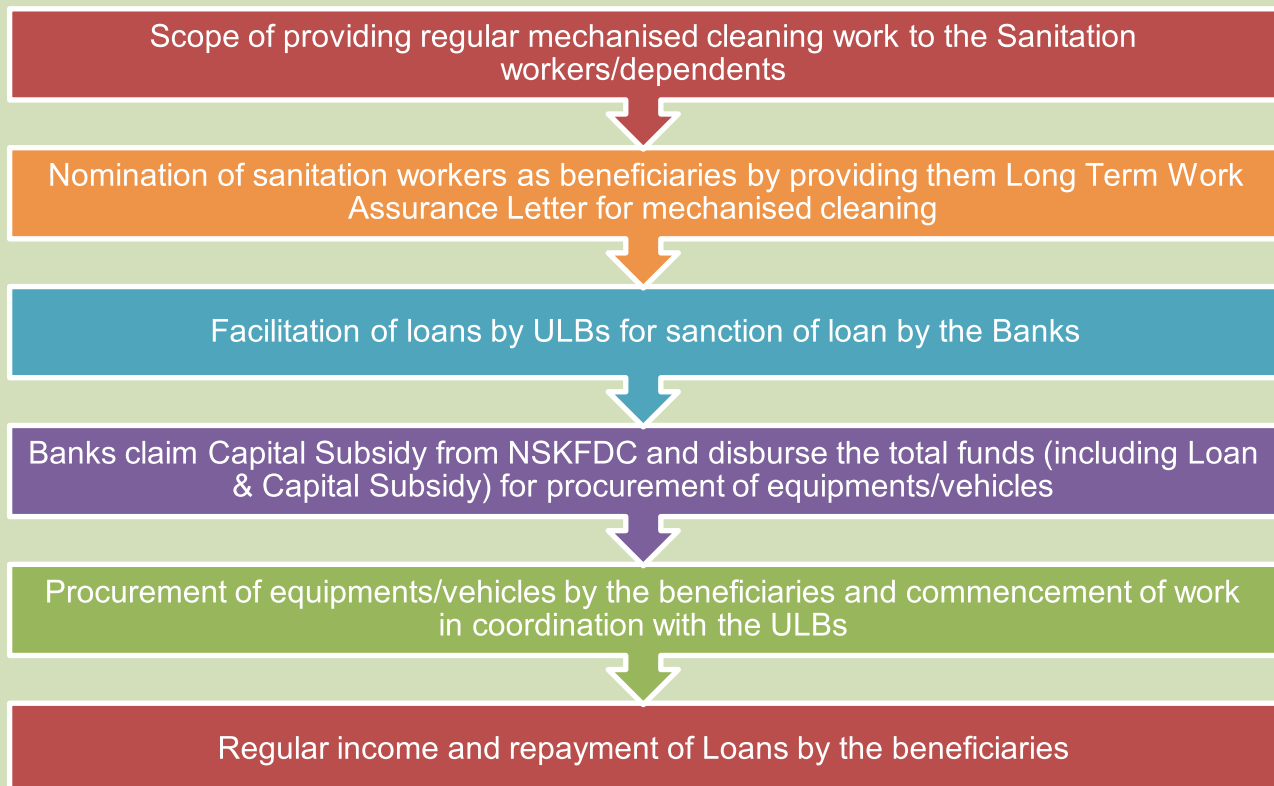 Scope of providing regular mechanised cleaning work to the Sanitation
workers/dependents
Nomination of sanitation workers as beneficiaries by providing them Long Term Work
Assurance Letter for mechanised cleaning
Facilitation of loans by ULBs for sanction of loan by the Banks
Banks claim Capital Subsidy from NSKFDC and disburse the total funds (including Loan
& Capital Subsidy) for procurement of equipments/vehicles
Procurement of equipments/vehicles by the beneficiaries and commencement of work
in coordination with the ULBs
Regular income and repayment of Loans by the beneficiaries